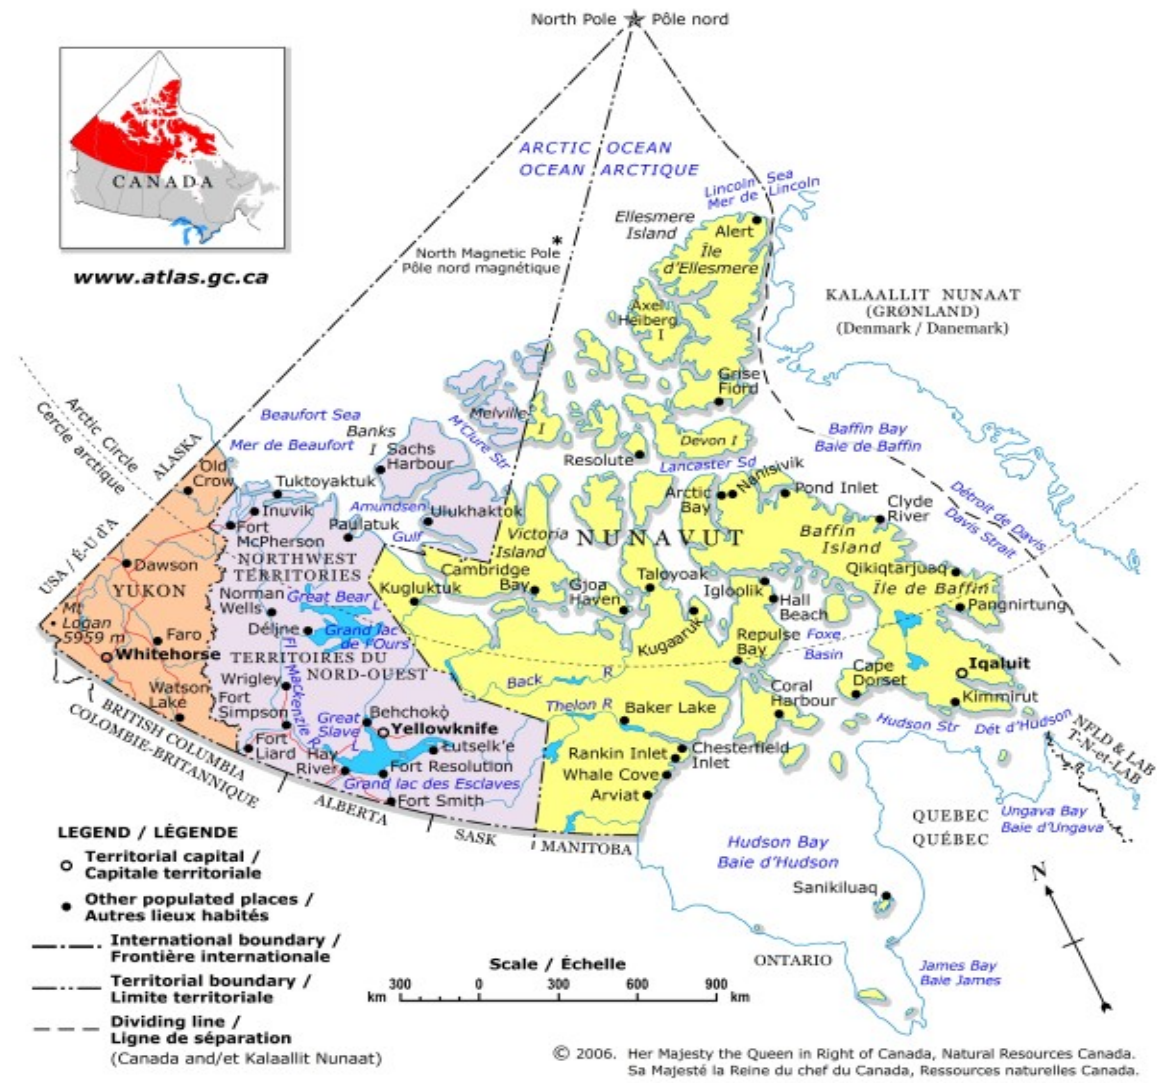 North Pole Pôle nord
CANADA
www.atlas.gc.ca
ARCTIC OCEAN
OCEAN ARCTIQUE
Lincoln Sea
Mer de Lincoln
Ellesmere
Island
Alert
Île
d'Ellesmere
North Magnetic Pole
Pôle nord magnétique
*
Axel
Heiberg
I
KALAALLIT NUNAAT
(GRØNLAND)
(Denmark / Danemark)
Grise
Fiord
Arctic Circle
Cercle arctique
Beaufort Sea
Mer de Beaufort
Banks
I
Sachs
Harbour
M'Clure Str
Melville
I
Devon I
Resolute
Lancaster Sd
Baffin Bay
Baie de Baffin
ALASKA
USA / É-U d'A
Old
Crow
Tuktoyaktuk
Inuvik
Fort
McPherson
Paulatuk
Amundsen
Gulf
Ulukhaktok
Victoria
Island
NUNAVUT
Arctic
Bay
Nanisivik
Pond Inlet
Clyde
River
Baffin
Island
Détroit de Davis
Davis Strait
Dawson
YUKON
NORTHWEST
TERRITORIES
Norman
Wells
Great Bear
L
Grand lac
de l'Ours
Déline
Kugluktuk
Cambridge
Bay
Gjoa
Haven
Taloyoak
Kugaaruk
Igloolik
Hall
Beach
Qikiqtarjuaq
Île de Baffin
Pangnirtung
Mt
Logan
5959 m
Faro
Whitehorse
TERRITOIRES DU
NORD-OUEST
Wrigley
Fl Mackenzie R
Back R
Repulse
Bay
Foxe
Basin
Cape
Dorset
Iqaluit
Kimmirut
Watson
Lake
Fort
Simpson
Fort
Liard
Great
Slave
L
Behchokò
Yellowknife
Lutselk'e
Hay
River
Fort Resolution
Grand lac des Esclaves
Fort Smith
Thelon R
Baker Lake
Coral
Harbour
Rankin Inlet
Chesterfield
Inlet
Whale Cove
Arviat
Hudson Str Dét d'Hudson
NFLD & LAB
T-N-et-LAB
BRITISH COLUMBIA
COLOMBIE-BRITANNIQUE
ALBERTA
SASK
MANITOBA
QUEBEC
QUÉBEC
Ungava Bay
Baie d'Ungava
Hudson Bay
Baie d'Hudson
Sanikiluaq
ONTARIO
James Bay
Baie James
N
LEGEND / LÉGENDE
Territorial capital /
Capitale territoriale
Other populated places /
Autres lieux habités
International boundary /
Frontière internationale
Territorial boundary /
Limite territoriale
Dividing line /
Ligne de séparation
(Canada and/et Kalaallit Nunaat)
Scale / Échelle
km 300 0 300 600 900 km
© 2006. Her Majesty the Queen in Right of Canada, Natural Resources Canada.
Sa Majesté la Reine du chef du Canada, Ressources naturelles Canada.